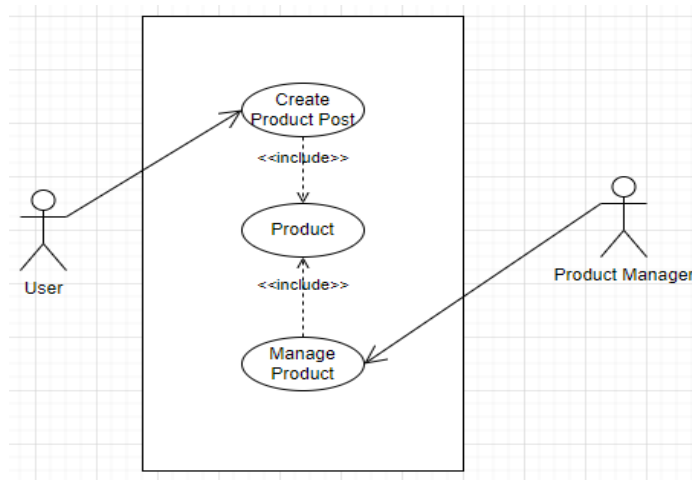 Create
Product Post
<<include>>
Product
<<include>>
Manage
Product
User
Product Manager